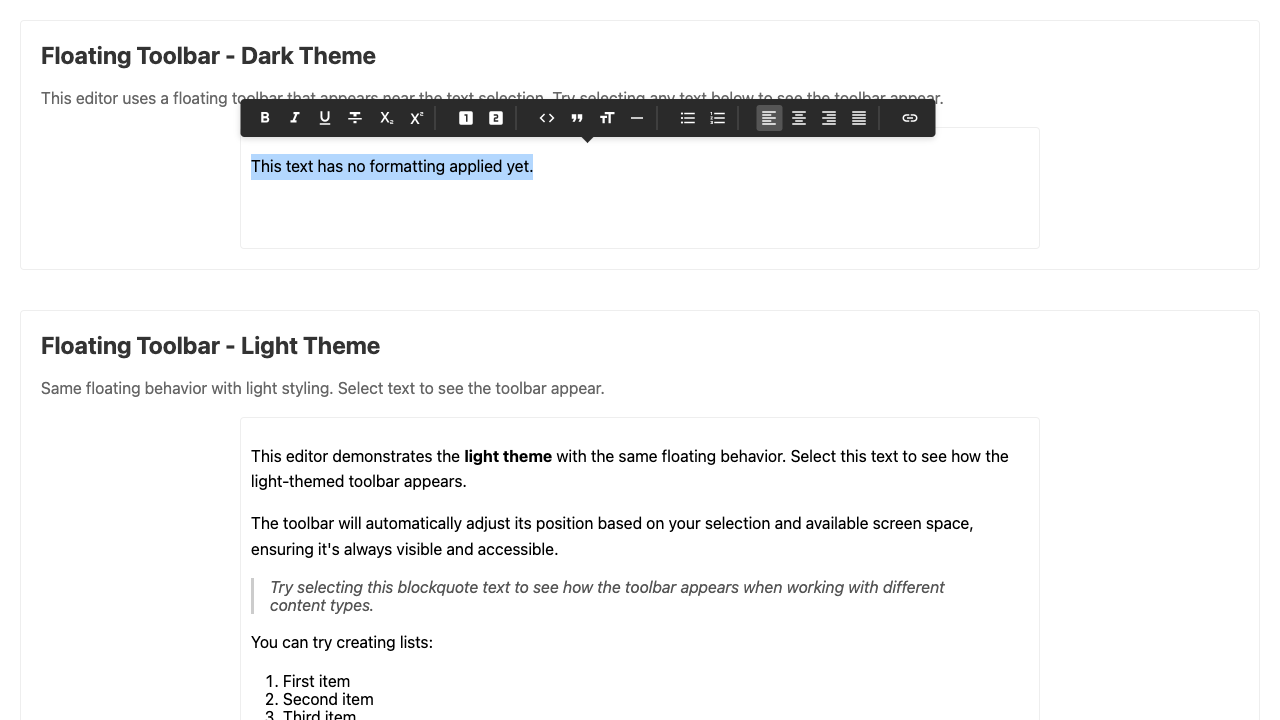 Floating Toolbar - Dark Theme
This editor uses a floating toolbar that appears near the text selection. Try selecting any text below to see the toolbar appear.
This text has no formatting applied yet.
Floating Toolbar - Light Theme
Same floating behavior with light styling. Select text to see the toolbar appear.
This editor demonstrates the light theme with the same floating behavior. Select this text to see how the
light-themed toolbar appears.
The toolbar will automatically adjust its position based on your selection and available screen space,
ensuring it's always visible and accessible.
Try selecting this blockquote text to see how the toolbar appears when working with different
content types.
You can try creating lists:
1. First item
2. Second item
3. Third item